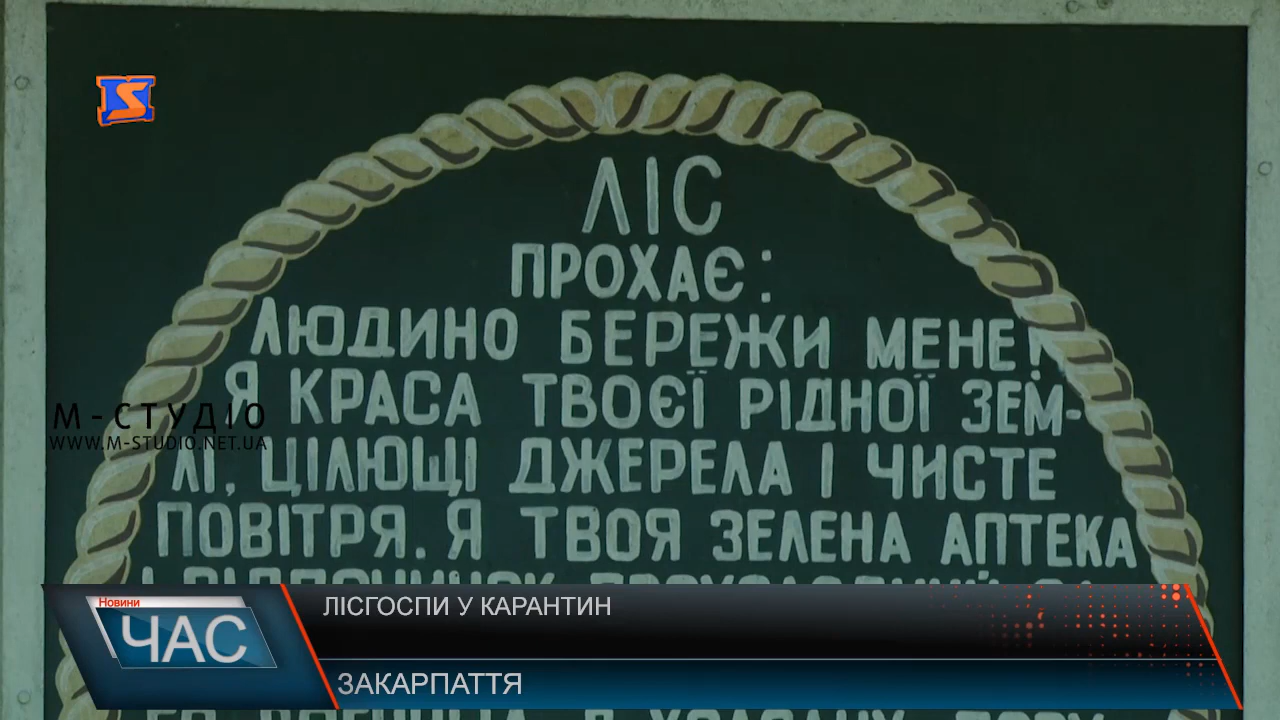 ЛІС
ПРОХАЄ:
ЛЮДИНО БЕРЕЖИ МЕНЕ!
Я КРАСА ТВОЄЇ РІДНОЇ ЗЕМ-
ЛІ, ЦІЛЮЩІ ДЖЕРЕЛА І ЧИСТЕ
ПОВІТРЯ. Я ТВОЯ ЗЕЛЕНА АПТЕКА
М-СТУДІО
WWW.M-STUDIO.NET.UA
Новини
ЧАС
ЛІСГОСПИ У КАРАНТИН
ЗАКАРПАТТЯ